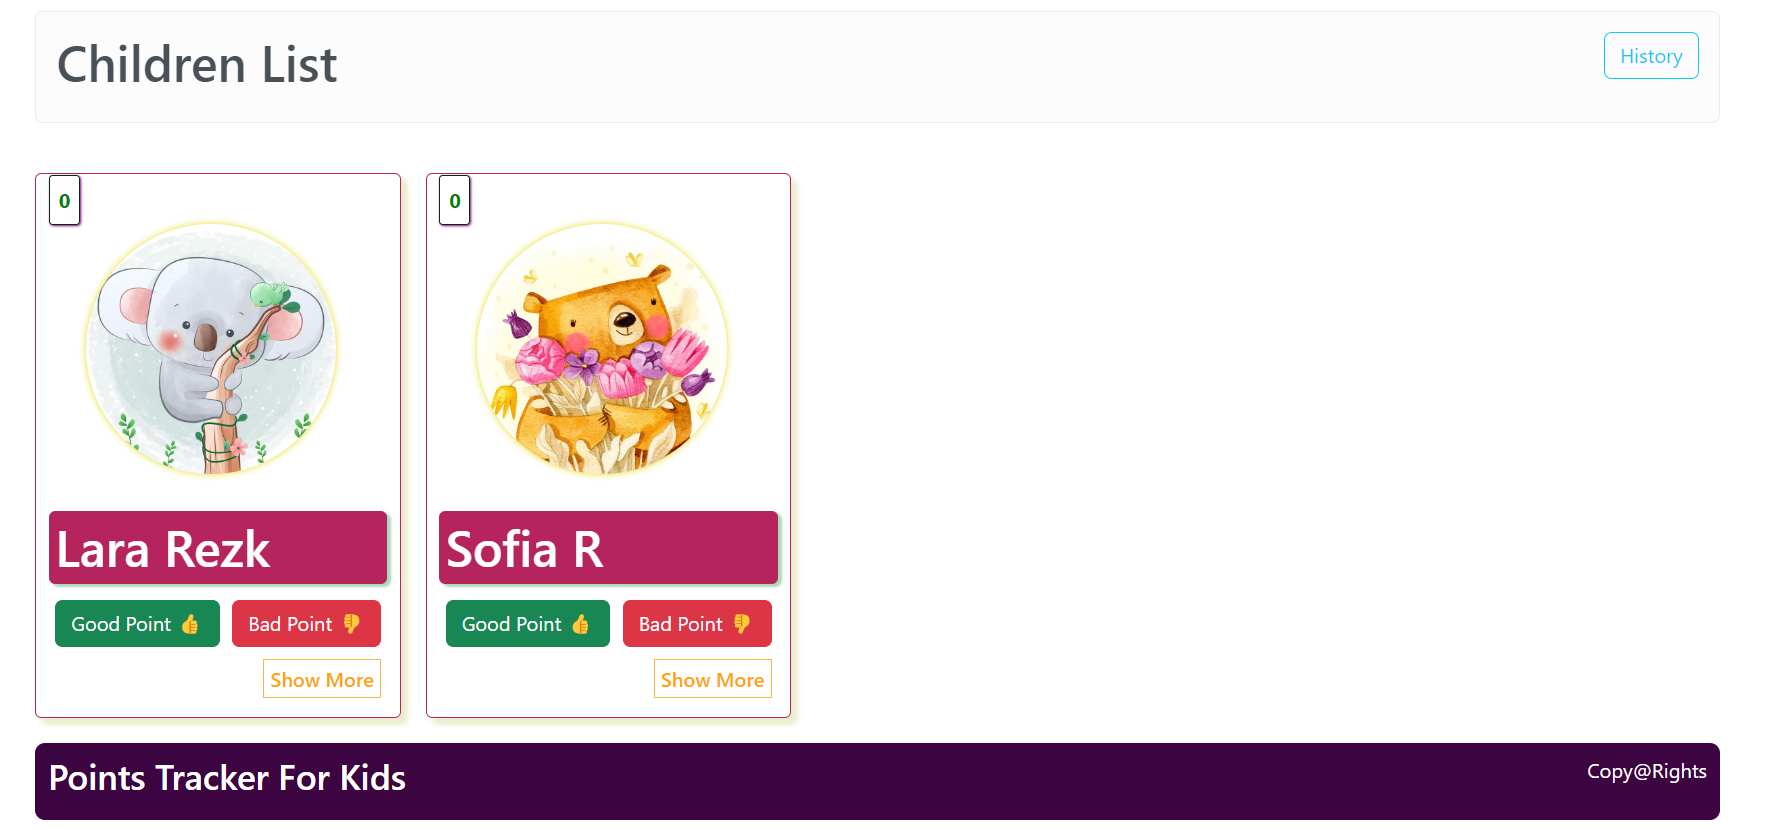 Children List
History
0
Lara Rezk
Good Point 👍 Bad Point 👎
Show More
0
Sofia R
Good Point 👍 Bad Point 👎
Show More
Points Tracker For Kids
Copy@Rights